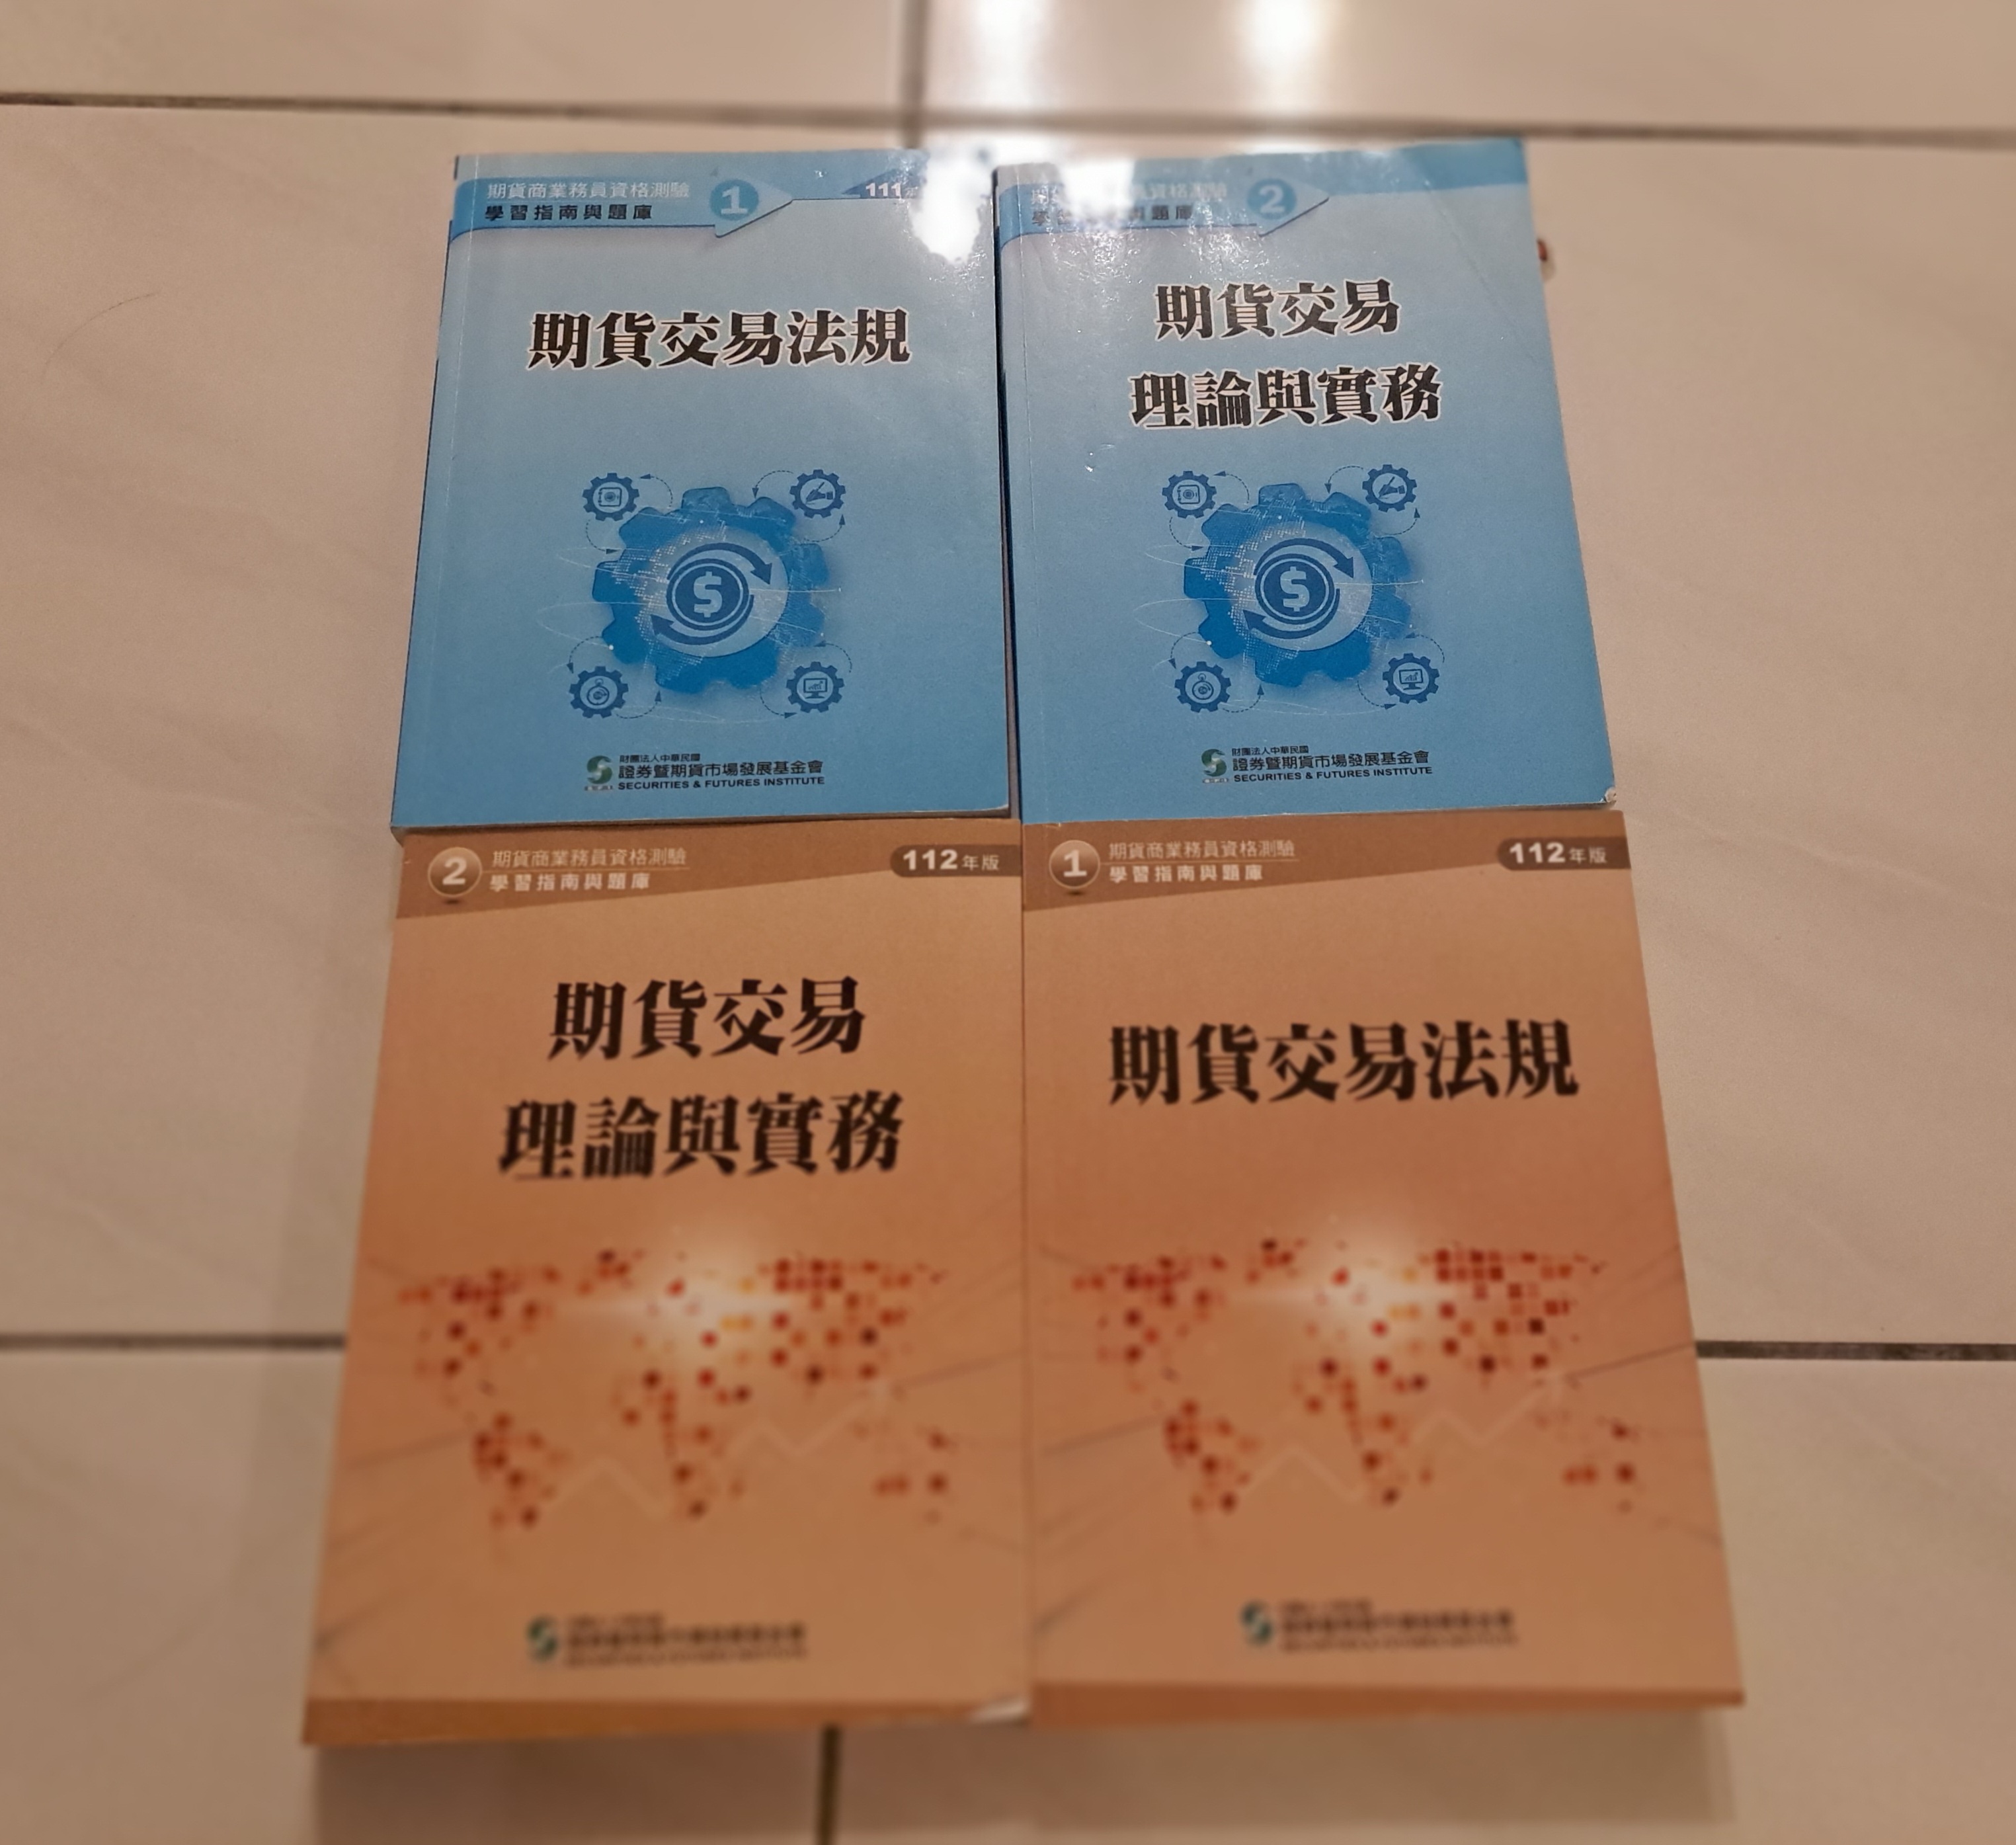 期貨商業務員資格測驗
學習指南與題庫
1
111年
期貨交易法規
財團法人中華民國
證券暨期貨市場發展基金會
SECURITIES & FUTURES INSTITUTE
2
期貨交易
理論與實務
財團法人中華民國
證券暨期貨市場發展基金會
SECURITIES & FUTURES INSTITUTE
2
期貨商業務員資格測驗
學習指南與題庫
112年版
期貨交易
理論與實務
1
期貨商業務員資格測驗
學習指南與題庫
112年版
期貨交易法規